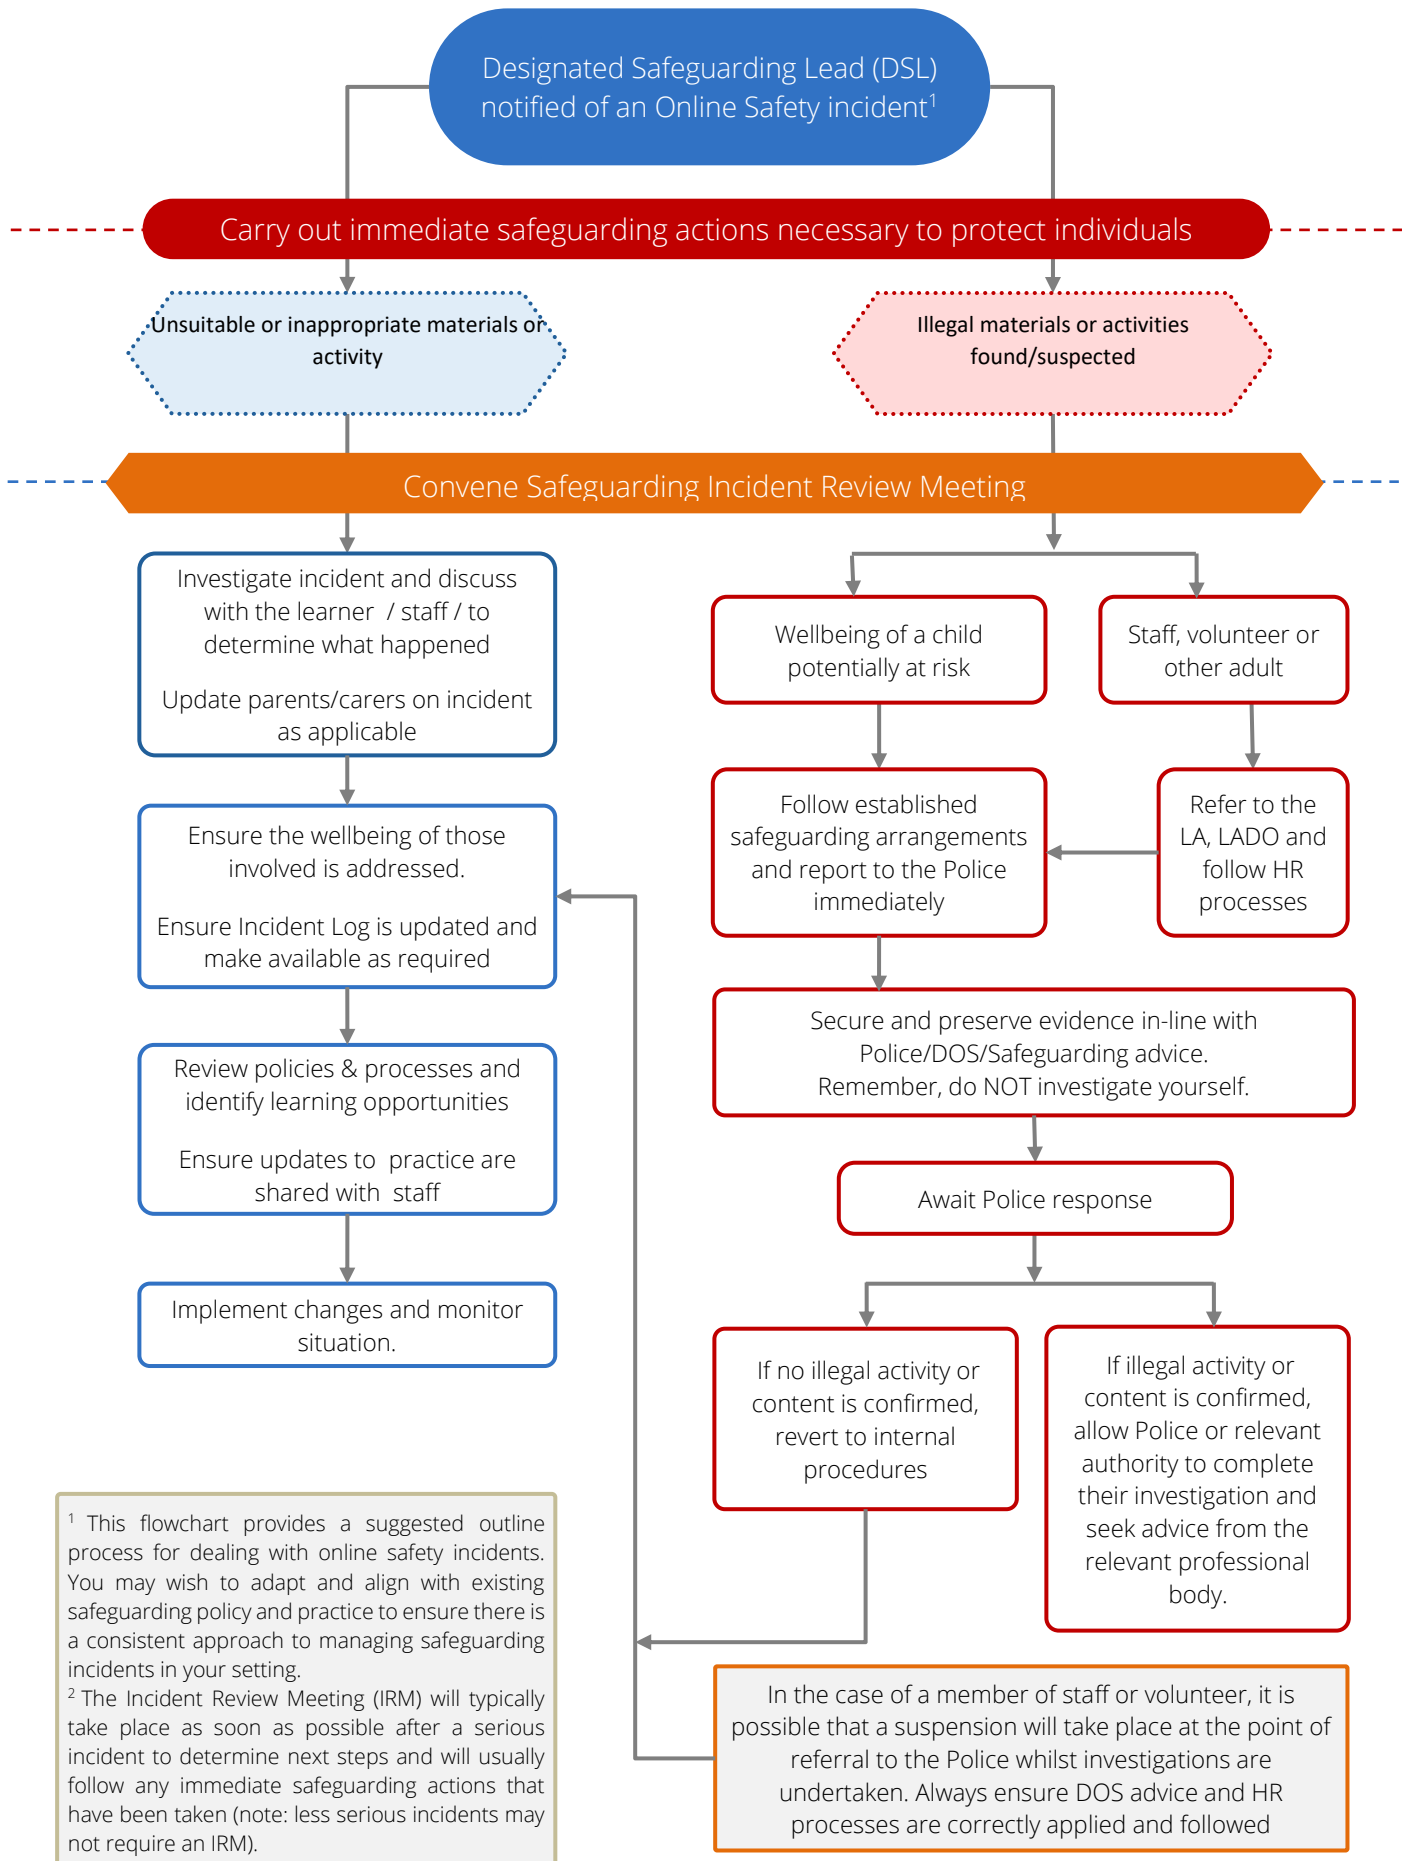 Designated Safeguarding Lead (DSL)
notified of an Online Safety incident¹
Carry out immediate safeguarding actions necessary to protect individuals
Unsuitable or inappropriate materials or
activity
Illegal materials or activities
found/suspected
Convene Safeguarding Incident Review Meeting
Investigate incident and discuss
with the learner / staff / to
determine what happened
Update parents/carers on incident
as applicable
Ensure the wellbeing of those
involved is addressed.
Ensure Incident Log is updated and
make available as required
Review policies & processes and
identify learning opportunities
Ensure updates to practice are
shared with staff
Implement changes and monitor
situation.
Wellbeing of a child
potentially at risk
Staff, volunteer or
other adult
Follow established
safeguarding arrangements
and report to the Police
immediately
Refer to the
LA, LADO and
follow HR
processes
Secure and preserve evidence in-line with
Police/DOS/Safeguarding advice.
Remember, do NOT investigate yourself.
Await Police response
If no illegal activity or
content is confirmed,
revert to internal
procedures
If illegal activity or
content is confirmed,
allow Police or relevant
authority to complete
their investigation and
seek advice from the
relevant professional
body.
In the case of a member of staff or volunteer, it is
possible that a suspension will take place at the point of
referral to the Police whilst investigations are
undertaken. Always ensure DOS advice and HR
processes are correctly applied and followed
¹ This flowchart provides a suggested outline
process for dealing with online safety incidents.
You may wish to adapt and align with existing
safeguarding policy and practice to ensure there is
a consistent approach to managing safeguarding
incidents in your setting.
² The Incident Review Meeting (IRM) will typically
take place as soon as possible after a serious
incident to determine next steps and will usually
follow any immediate safeguarding actions that
have been taken (note: less serious incidents may
not require an IRM).